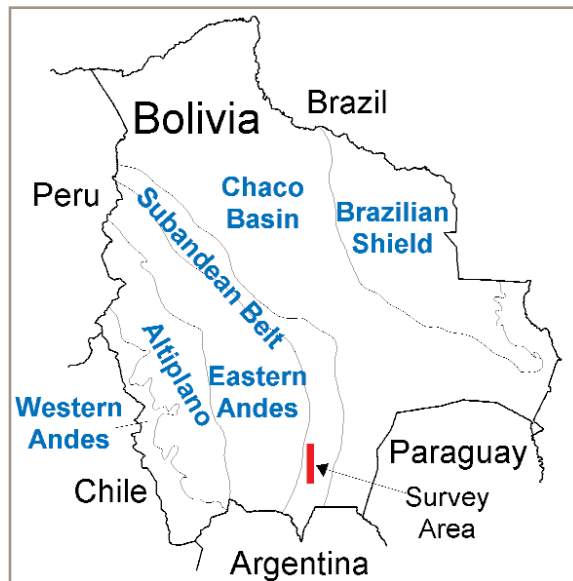 Brazil
Bolivia
Peru
Chaco
Basin
Brazilian
Shield
Subandean Belt
Altiplano
Eastern
Andes
Western
Andes
Paraguay
Chile
Survey
Area
Argentina